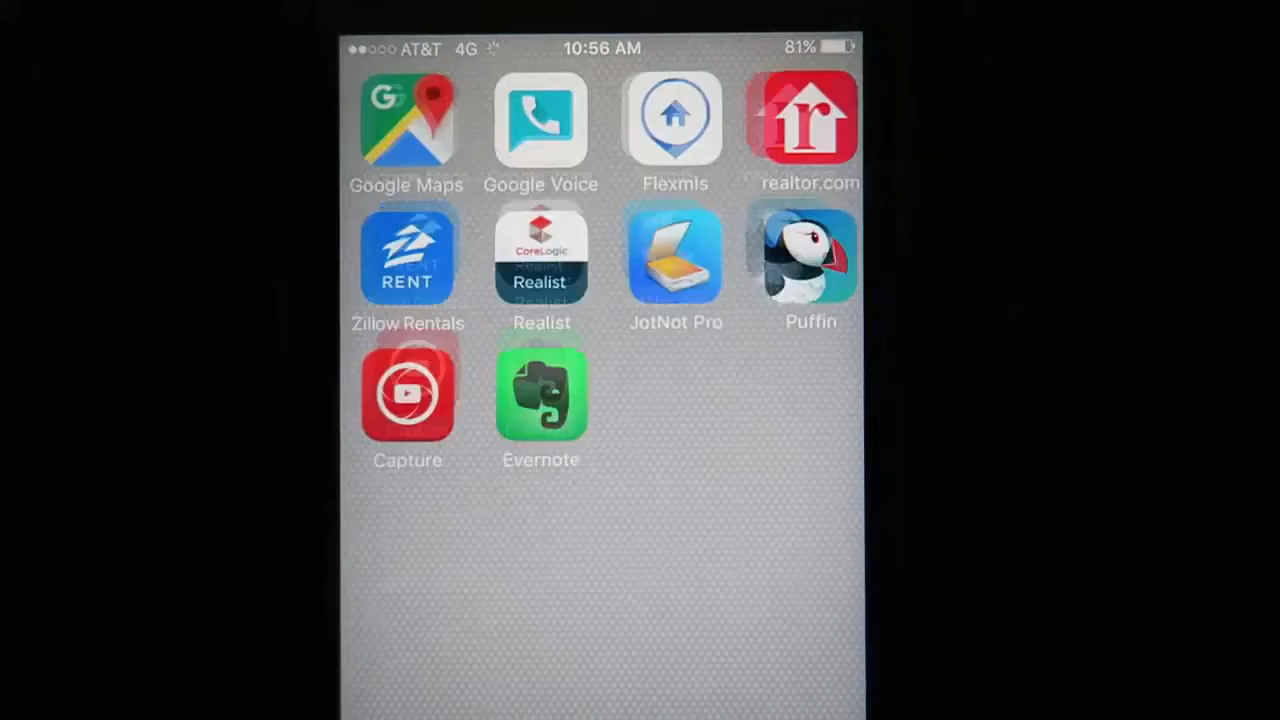 AT&T 4G 10:56 AM 81%
G
r
Google Maps Google Voice Flexmls realtor.com
RENT
CoreLogic
Realist
Zillow Rentals Realist JotNot Pro Puffin
Capture Evernote